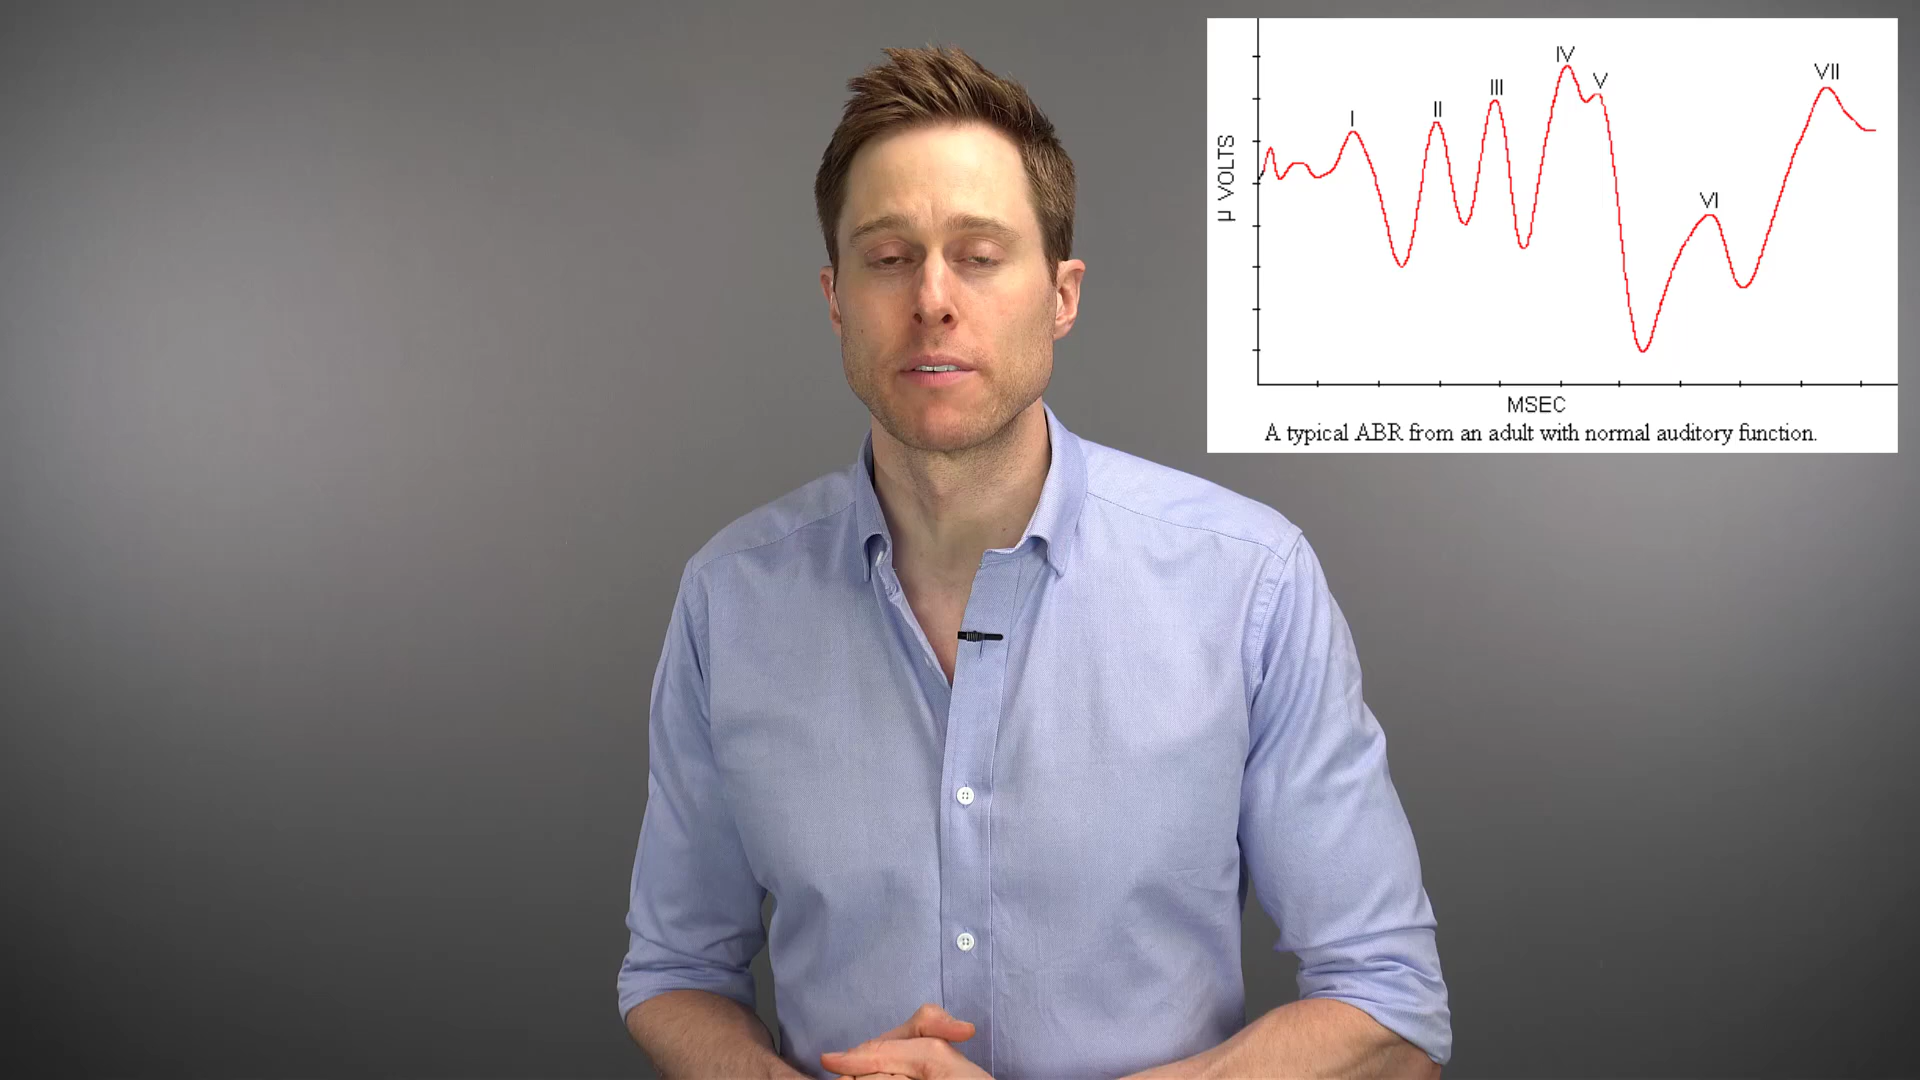 IV
VII
V
III
II
I
μ VOLTS
VI
MSEC
A typical ABR from an adult with normal auditory function.